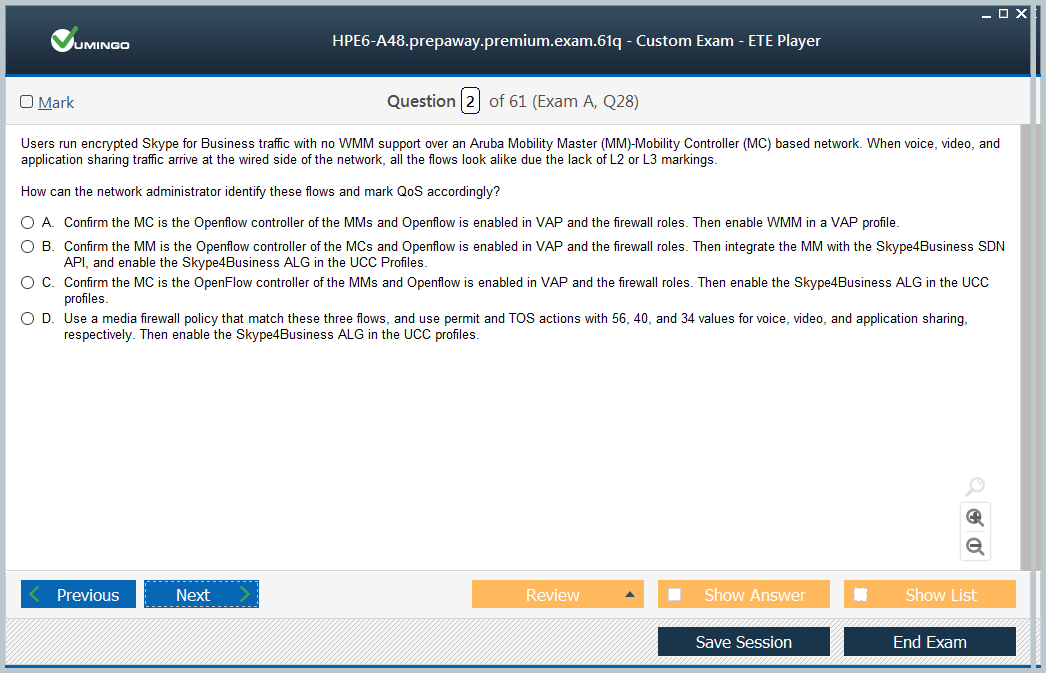 VUMINGO
HPE6-A48.prepaway.premium.exam.61q - Custom Exam - ETE Player
Mark
Question 2 of 61 (Exam A, Q28)
Users run encrypted Skype for Business traffic with no WMM support over an Aruba Mobility Master (MM)-Mobility Controller (MC) based network. When voice, video, and
application sharing traffic arrive at the wired side of the network, all the flows look alike due the lack of L2 or L3 markings.
How can the network administrator identify these flows and mark QoS accordingly?
A. Confirm the MC is the Openflow controller of the MMs and Openflow is enabled in VAP and the firewall roles. Then enable WMM in a VAP profile.
B. Confirm the MM is the Openflow controller of the MCs and Openflow is enabled in VAP and the firewall roles. Then integrate the MM with the Skype4Business SDN
API, and enable the Skype4Business ALG in the UCC Profiles.
C. Confirm the MC is the OpenFlow controller of the MMs and Openflow is enabled in VAP and the firewall roles. Then enable the Skype4Business ALG in the UCC
profiles.
D. Use a media firewall policy that match these three flows, and use permit and TOS actions with 56, 40, and 34 values for voice, video, and application sharing,
respectively. Then enable the Skype4Business ALG in the UCC profiles.
Previous
Next
Review
Show Answer
Show List
Save Session
End Exam